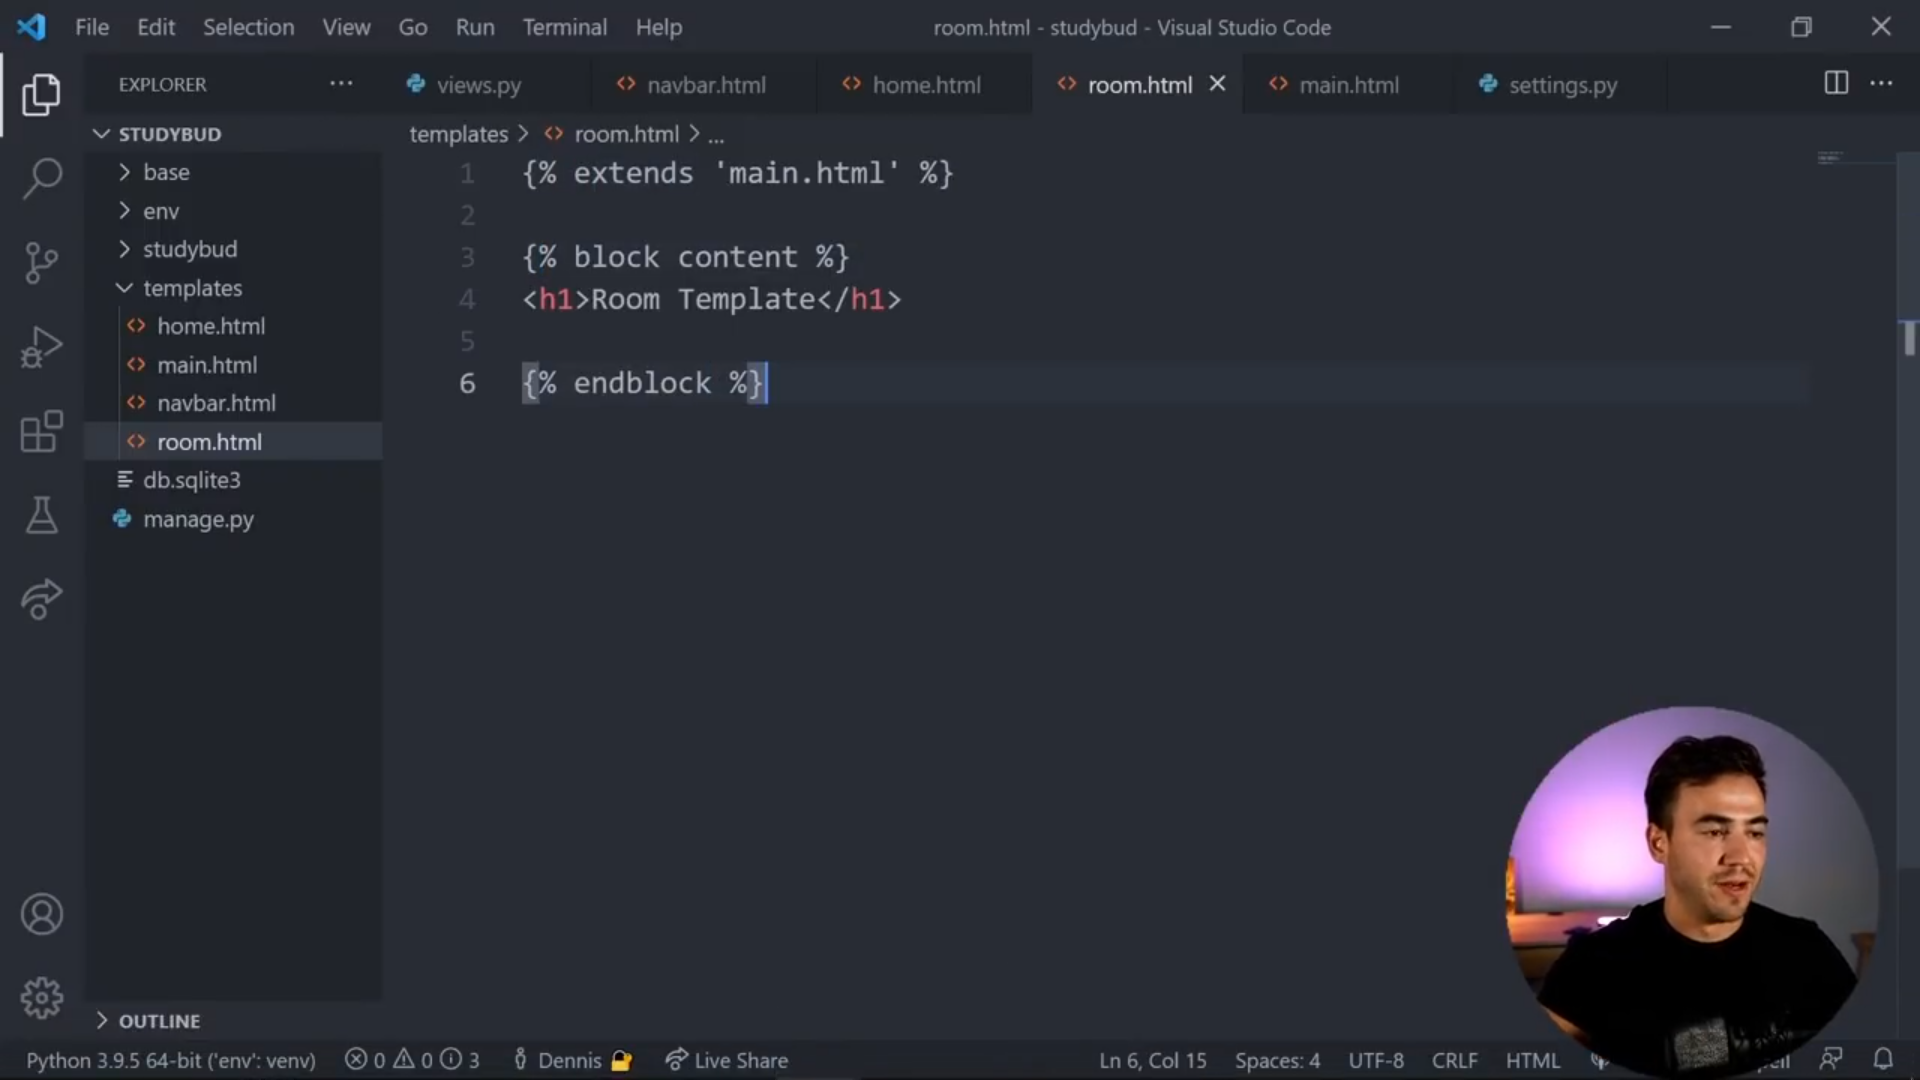 File Edit Selection View Go Run Terminal Help
room.html - studybud - Visual Studio Code
EXPLORER ···
views.py navbar.html home.html room.html main.html settings.py
templates > room.html > ...
STUDYBUD
base
env
studybud
templates
home.html
main.html
navbar.html
room.html
db.sqlite3
manage.py
1 {% extends 'main.html' %}
2
3 {% block content %}
4 <h1>Room Template</h1>
5
6 {% endblock %}
OUTLINE
Python 3.9.5 64-bit ('env': venv) 0 0 3 Dennis Live Share Ln 6, Col 15 Spaces: 4 UTF-8 CRLF HTML